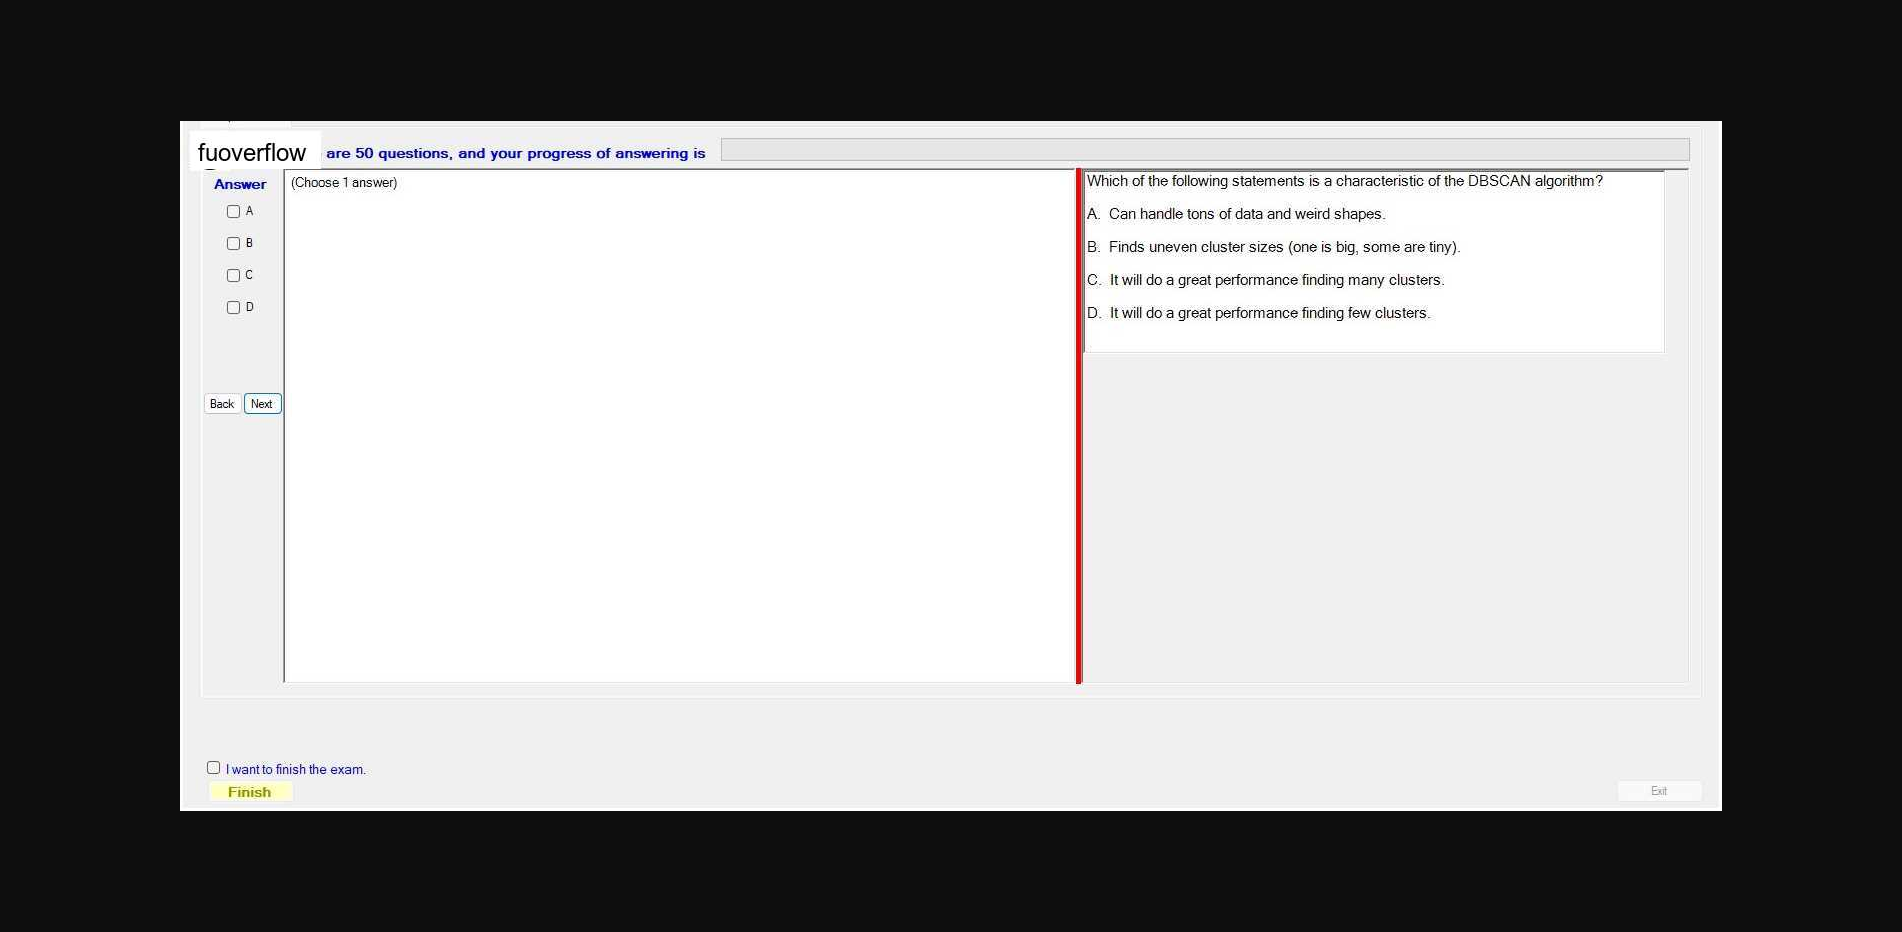 fuoverflow are 50 questions, and your progress of answering is
Answer
A
B
C
D
Back Next
(Choose 1 answer)
Which of the following statements is a characteristic of the DBSCAN algorithm?
A. Can handle tons of data and weird shapes.
B. Finds uneven cluster sizes (one is big, some are tiny).
C. It will do a great performance finding many clusters.
D. It will do a great performance finding few clusters.
I want to finish the exam.
Finish
Exit